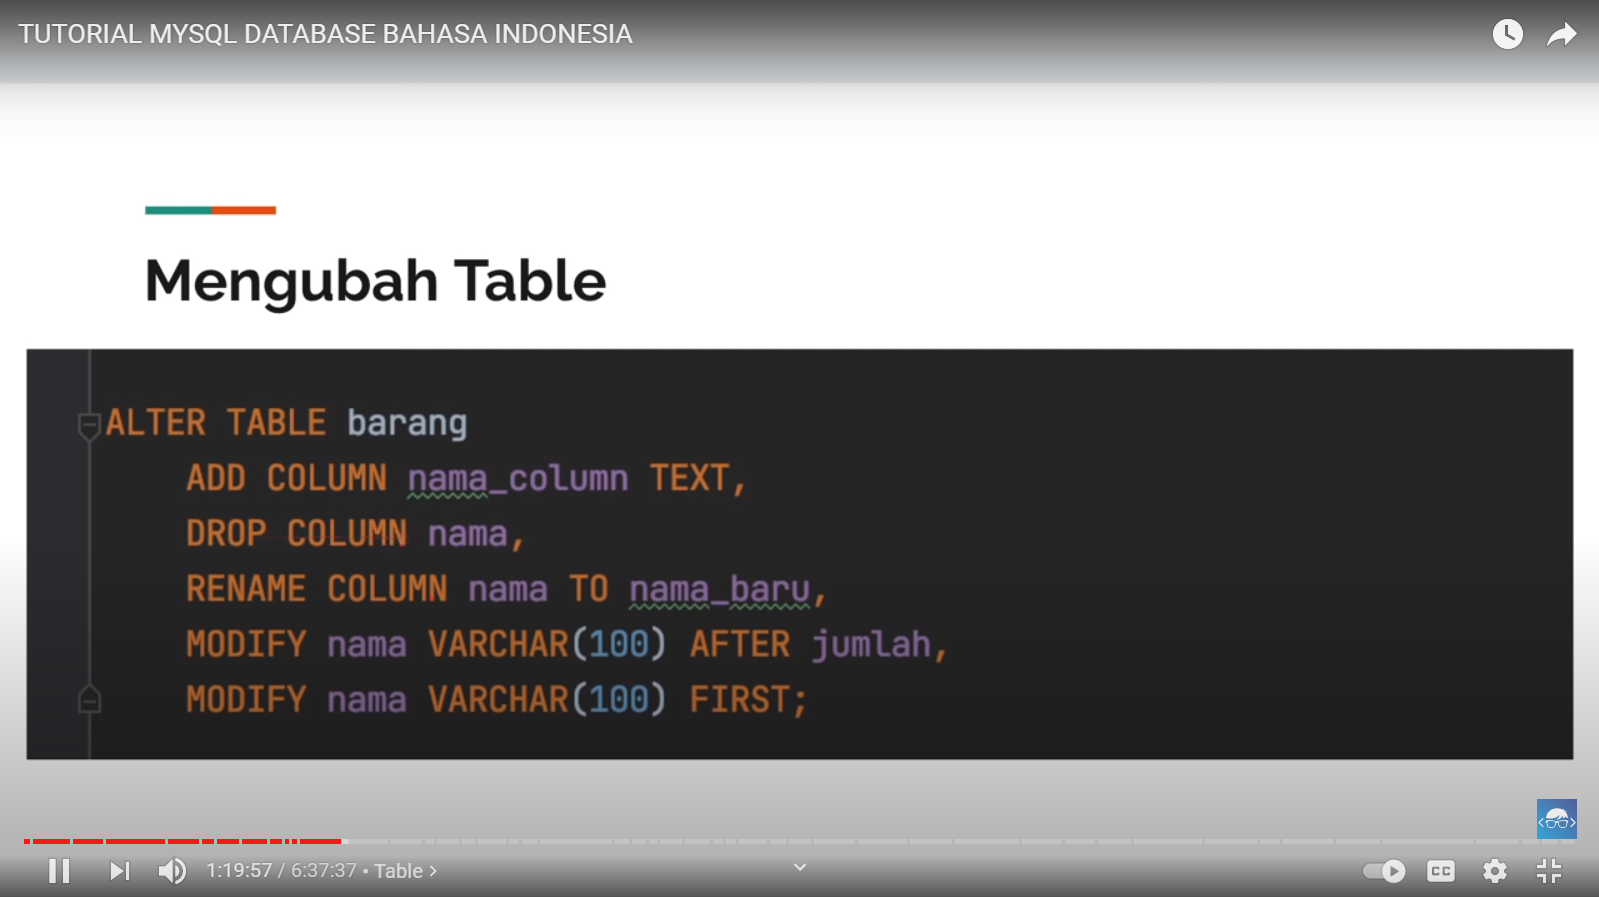 TUTORIAL MYSQL DATABASE BAHASA INDONESIA
Mengubah Table
ALTER TABLE barang
ADD COLUMN nama_column TEXT,
DROP COLUMN nama,
RENAME COLUMN nama TO nama_baru,
MODIFY nama VARCHAR(100) AFTER jumlah,
MODIFY nama VARCHAR(100) FIRST;
1:19:57 / 6:37:37 • Table >
CC